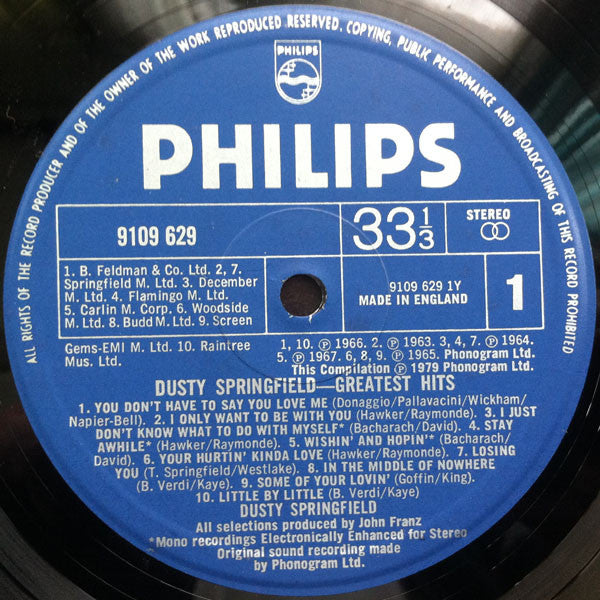 ALL RIGHTS OF THE RECORD PRODUCER AND OF THE OWNER OF THE WORK REPRODUCED RESERVED. COPYING, PUBLIC PERFORMANCE AND BROADCASTING OF THIS RECORD PROHIBITED
PHILIPS
PHILIPS
9109 629
33 1/3
STEREO
1. B. Feldman & Co. Ltd. 2, 7.
Springfield M. Ltd. 3. December
M. Ltd. 4. Flamingo M. Ltd.
5. Carlin M. Corp. 6. Woodside
M. Ltd. 8. Budd M. Ltd. 9. Screen
Gems-EMI M. Ltd. 10. Raintree
Mus. Ltd.
9109 629 1Y
MADE IN ENGLAND
1
1, 10. ℗ 1966. 2. ℗ 1963. 3, 4, 7. ℗ 1964.
5. ℗ 1967. 6, 8, 9. ℗ 1965. Phonogram Ltd.
This Compilation ℗ 1979 Phonogram Ltd.
DUSTY SPRINGFIELD—GREATEST HITS
1. YOU DON'T HAVE TO SAY YOU LOVE ME (Donaggio/Pallavacini/Wickham/
Napier-Bell). 2. I ONLY WANT TO BE WITH YOU (Hawker/Raymonde). 3. I JUST
DON'T KNOW WHAT TO DO WITH MYSELF* (Bacharach/David). 4. STAY
AWHILE* (Hawker/Raymonde). 5. WISHIN' AND HOPIN'* (Bacharach/
David). 6. YOUR HURTIN' KINDA LOVE (Hawker/Raymonde). 7. LOSING
YOU (T. Springfield/Westlake). 8. IN THE MIDDLE OF NOWHERE
(B. Verdi/Kaye). 9. SOME OF YOUR LOVIN' (Goffin/King).
10. LITTLE BY LITTLE (B. Verdi/Kaye)
DUSTY SPRINGFIELD
All selections produced by John Franz
*Mono recordings Electronically Enhanced for Stereo
Original sound recording made
by Phonogram Ltd.